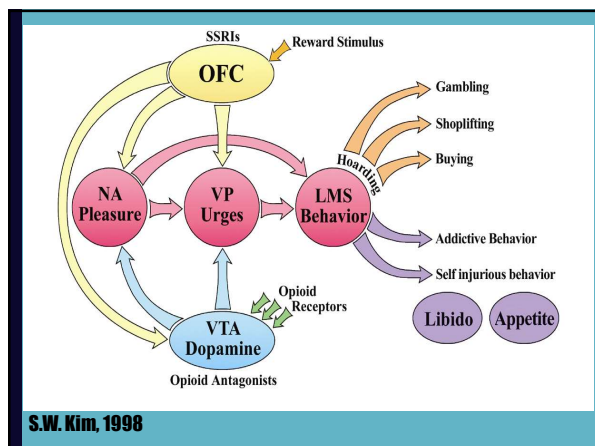 SSRIs
Reward Stimulus
OFC
Gambling
Shoplifting
Buying
Hoarding
NA
Pleasure
VP
Urges
LMS
Behavior
Addictive Behavior
Self injurious behavior
Opioid
Receptors
VTA
Dopamine
Libido
Appetite
Opioid Antagonists
S.W. Kim, 1998